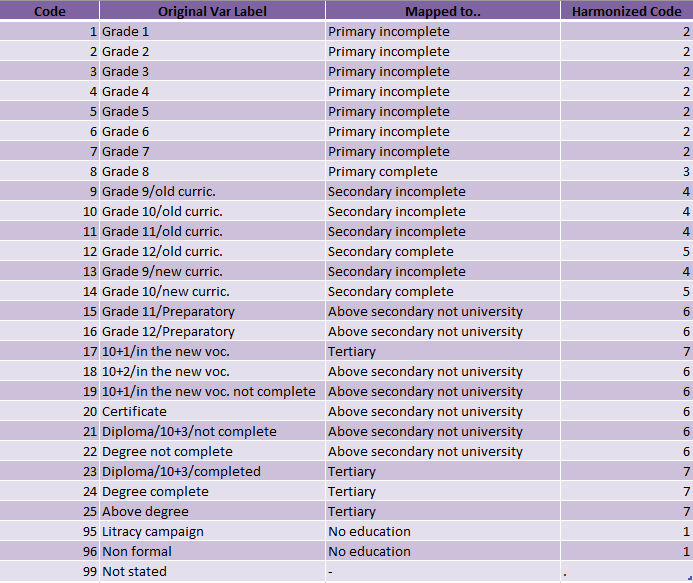 Code Original Var Label Mapped to.. Harmonized Code
1 Grade 1 Primary incomplete 2
2 Grade 2 Primary incomplete 2
3 Grade 3 Primary incomplete 2
4 Grade 4 Primary incomplete 2
5 Grade 5 Primary incomplete 2
6 Grade 6 Primary incomplete 2
7 Grade 7 Primary incomplete 2
8 Grade 8 Primary complete 3
9 Grade 9/old curric. Secondary incomplete 4
10 Grade 10/old curric. Secondary incomplete 4
11 Grade 11/old curric. Secondary incomplete 4
12 Grade 12/old curric. Secondary complete 5
13 Grade 9/new curric. Secondary incomplete 4
14 Grade 10/new curric. Secondary complete 5
15 Grade 11/Preparatory Above secondary not university 6
16 Grade 12/Preparatory Above secondary not university 6
17 10+1/in the new voc. Tertiary 7
18 10+2/in the new voc. Above secondary not university 6
19 10+1/in the new voc. not complete Above secondary not university 6
20 Certificate Above secondary not university 6
21 Diploma/10+3/not complete Above secondary not university 6
22 Degree not complete Above secondary not university 6
23 Diploma/10+3/completed Tertiary 7
24 Degree complete Tertiary 7
25 Above degree Tertiary 7
95 Litracy campaign No education 1
96 Non formal No education 1
99 Not stated - .